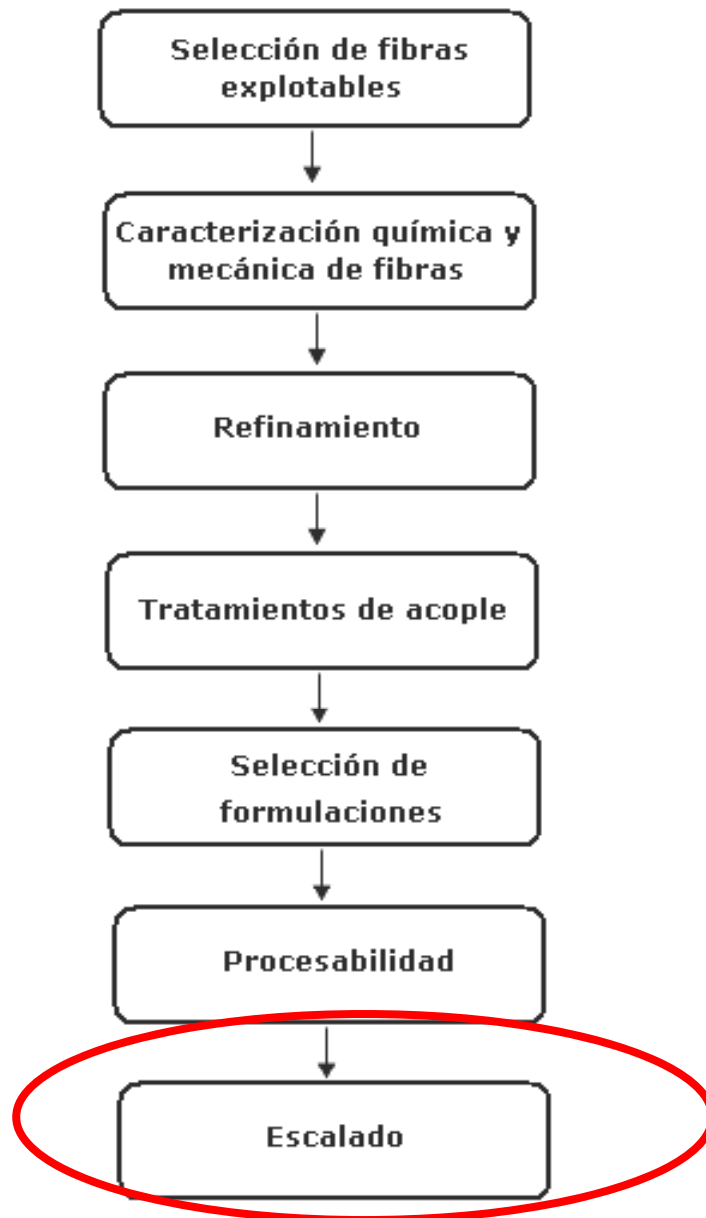 Selección de fibras
explotables
Caracterización química y
mecánica de fibras
Refinamiento
Tratamientos de acople
Selección de
formulaciones
Procesabilidad
Escalado